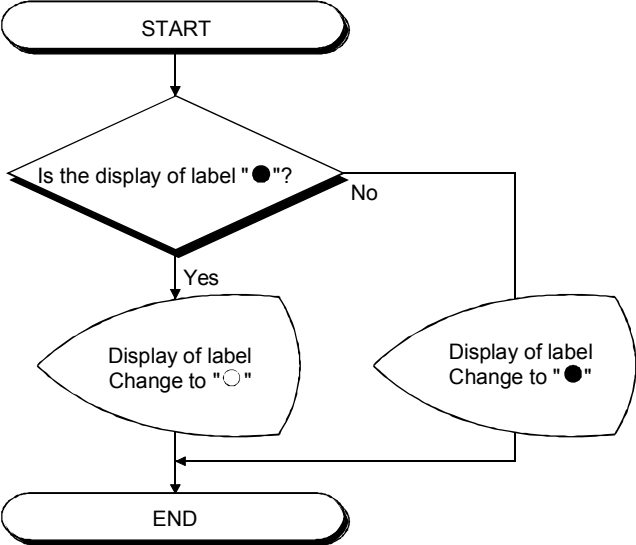 START
Is the display of label "●"?
No
Yes
Display of label
Change to "○"
Display of label
Change to "●"
END